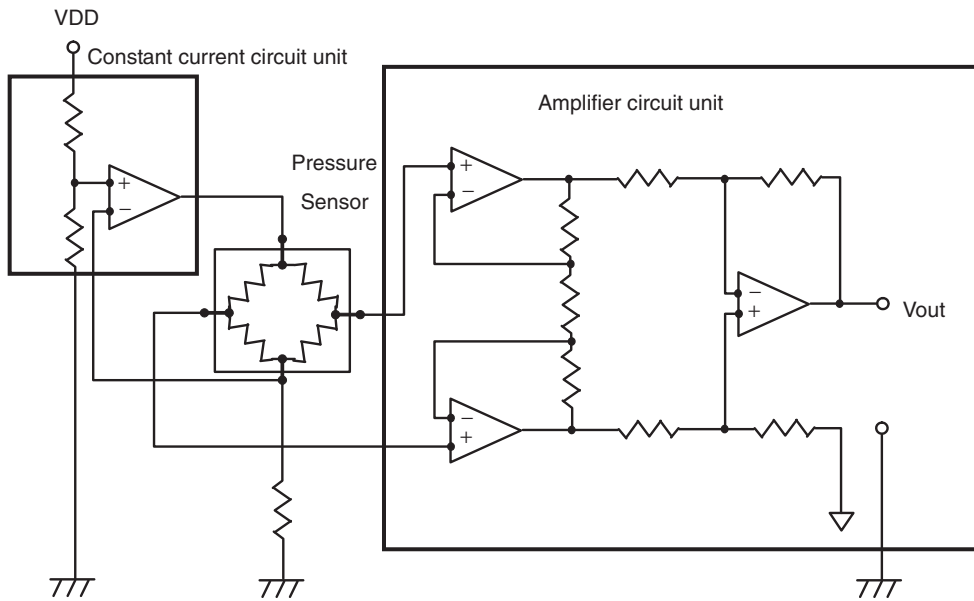 VDD
Constant current circuit unit
Amplifier circuit unit
Pressure
Sensor
+
−
+
−
−
+
−
+
Vout